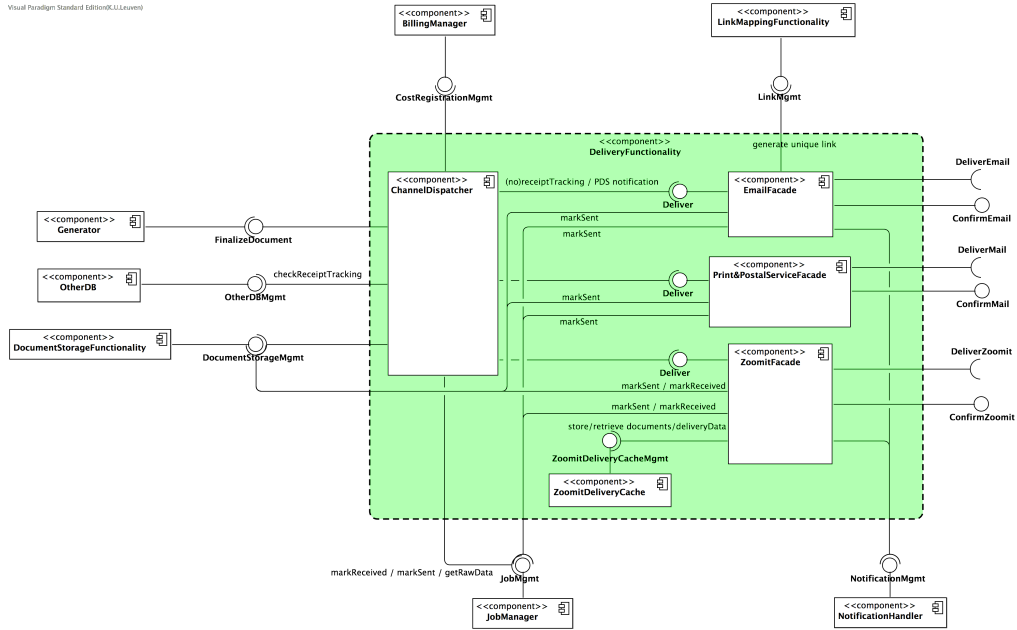 Visual Paradigm Standard Edition(K.U.Leuven)
<<component>>
BillingManager
<<component>>
LinkMappingFunctionality
CostRegistrationMgmt
LinkMgmt
<<component>>
DeliveryFunctionality
generate unique link
DeliverEmail
<<component>>
ChannelDispatcher
(no)receiptTracking / PDS notification
Deliver
<<component>>
EmailFacade
ConfirmEmail
<<component>>
Generator
FinalizeDocument
markSent
markSent
DeliverMail
<<component>>
OtherDB
checkReceiptTracking
OtherDBMgmt
Deliver
markSent
markSent
<<component>>
Print&PostalServiceFacade
ConfirmMail
<<component>>
DocumentStorageFunctionality
DocumentStorageMgmt
Deliver
<<component>>
ZoomitFacade
DeliverZoomit
markSent / markReceived
markSent / markReceived
ConfirmZoomit
store/retrieve documents/deliveryData
ZoomitDeliveryCacheMgmt
<<component>>
ZoomitDeliveryCache
markReceived / markSent / getRawData
JobMgmt
NotificationMgmt
<<component>>
JobManager
<<component>>
NotificationHandler